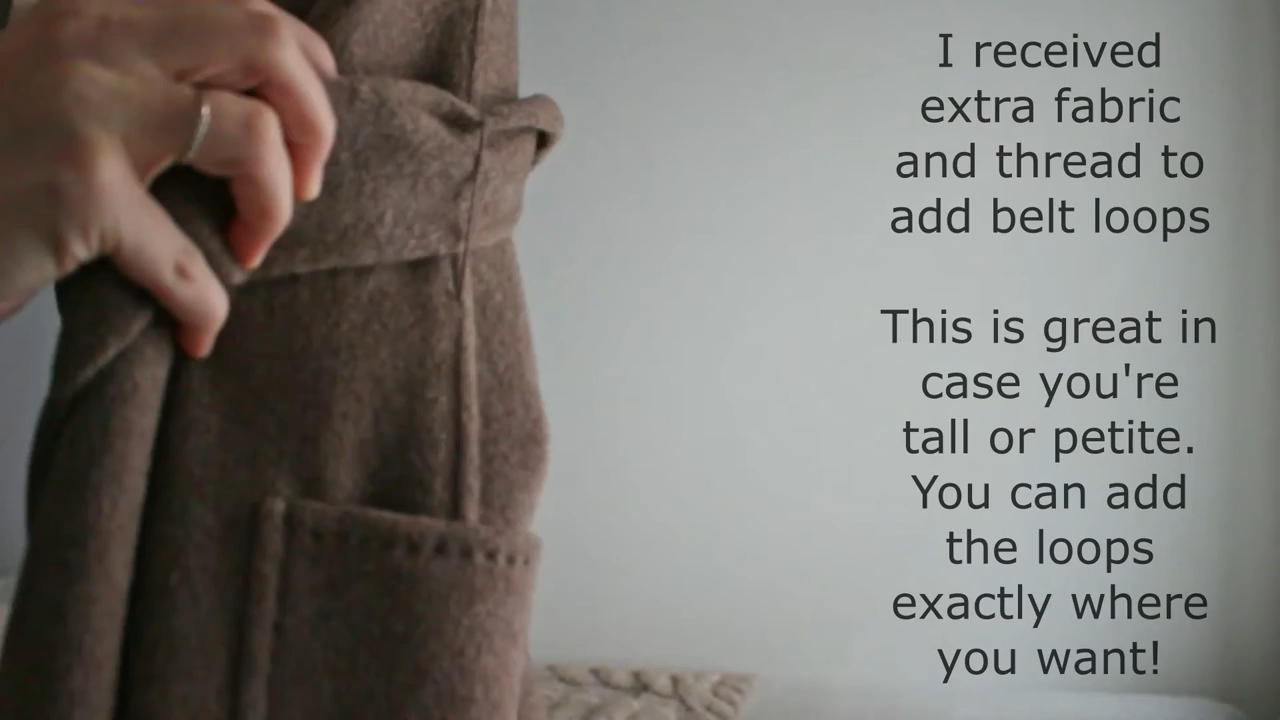 I received
extra fabric
and thread to
add belt loops
This is great in
case you're
tall or petite.
You can add
the loops
exactly where
you want!